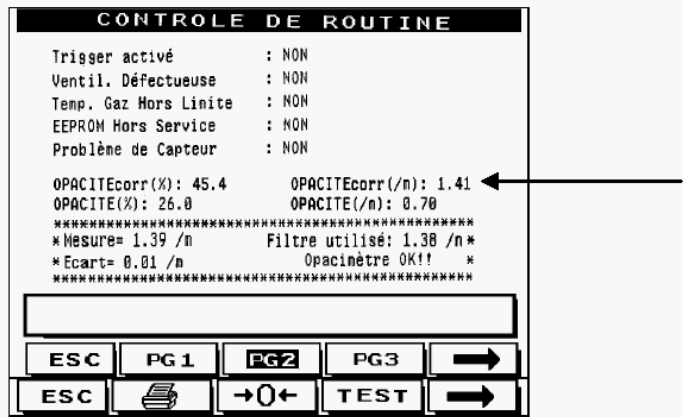 CONTROLE DE ROUTINE
Trigger activé : NON
Ventil. Défectueuse : NON
Temp. Gaz Hors Linite : NON
EEPROM Hors Service : NON
Problème de Capteur : NON
OPACITEcorr(%): 45.4 OPACITEcorr(/m): 1.41
OPACITE(%): 26.0 OPACITE(/m): 0.70
*Mesure= 1.39 /m Filtre utilisé: 1.38 /m*
*Ecart= 0.01 /m Opacimètre OK!! *
ESC PG1 PG2 PG3
ESC →0← TEST